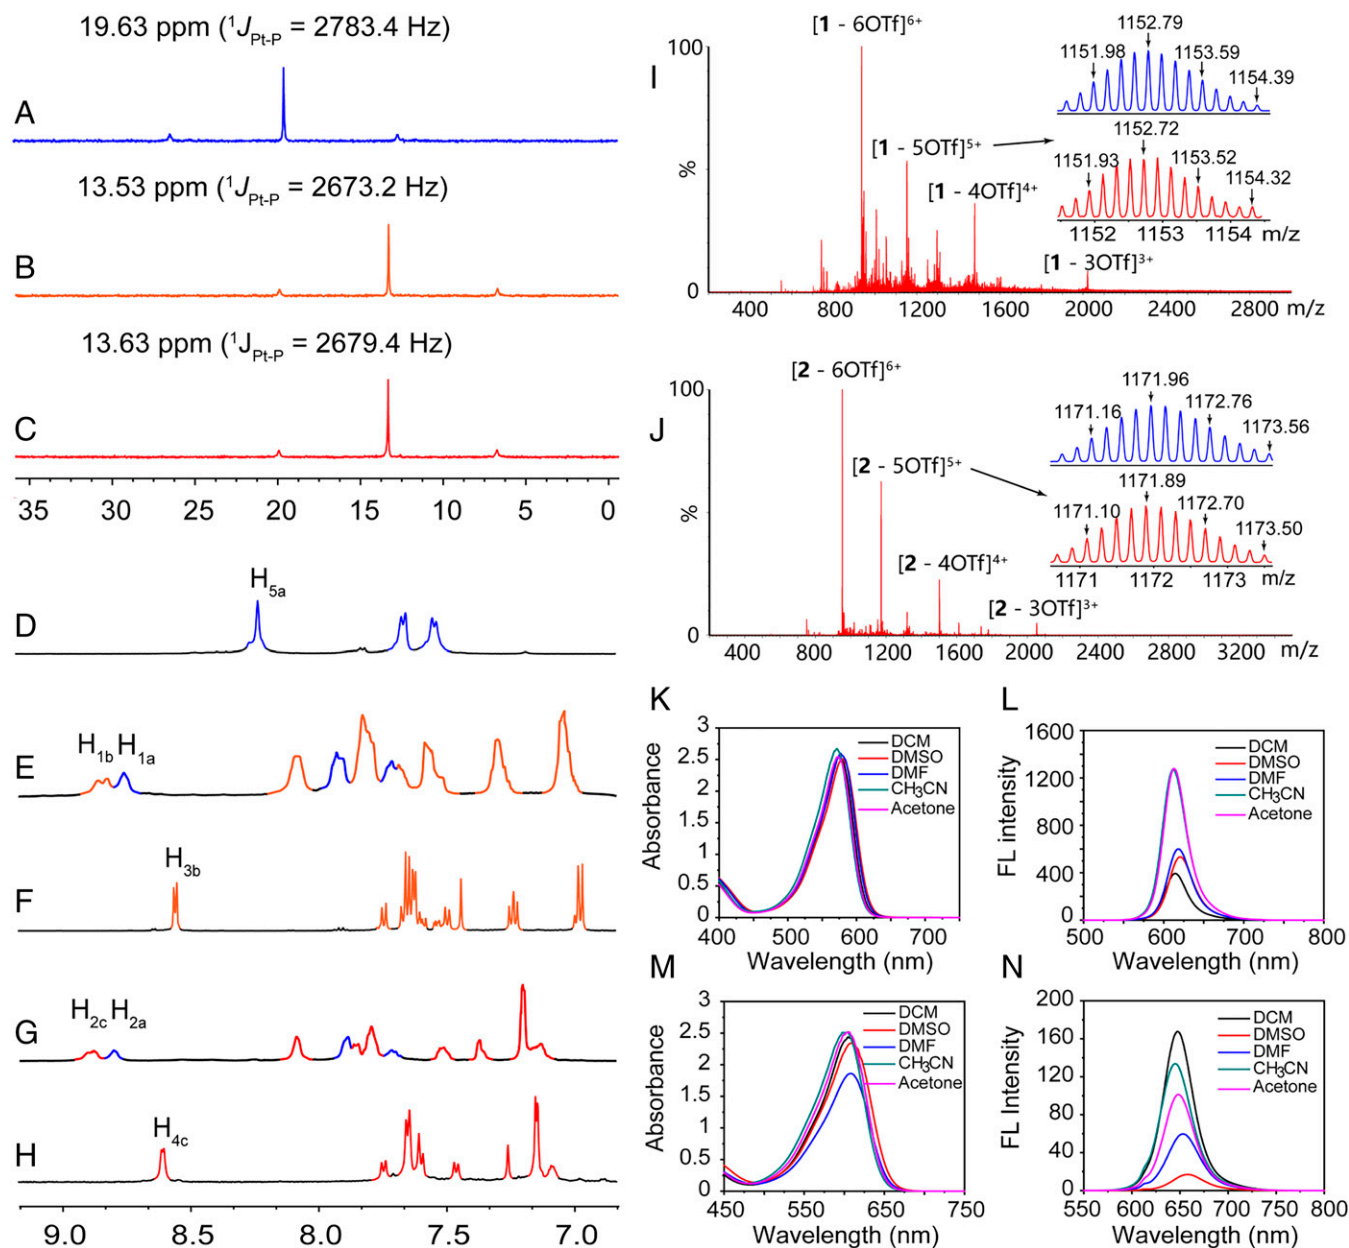 19.63 ppm (¹J Pt-P = 2783.4 Hz)
A
13.53 ppm (¹J Pt-P = 2673.2 Hz)
B
13.63 ppm (¹J Pt-P = 2679.4 Hz)
C
35 30 25 20 15 10 5 0
D
H5a
E
H1b H1a
F
H3b
G
H2c H2a
H
H4c
9.0 8.5 8.0 7.5 7.0
I
[1 - 6OTf]6+
[1 - 5OTf]5+
[1 - 4OTf]4+
[1 - 3OTf]3+
100
%
0
400 1200 2000 2400 2800 m/z
1152.79
1151.98 1153.59
1154.39
1152.72
1151.93 1153.52
1154.32
1152 1153 1154 m/z
J
[2 - 6OTf]6+
[2 - 5OTf]5+
[2 - 4OTf]4+
[2 - 3OTf]3+
100
%
0
400 800 1200 1600 2000 2400 2800 3200 m/z
1171.96
1171.16 1172.76
1173.56
1171.89
1171.10 1172.70
1173.50
1171 1172 1173 m/z
K
Absorbance
3
2.5
2
1.5
1
0.5
0
DCM
DMSO
DMF
CH3CN
Acetone
400 500 600 700
Wavelength (nm)
L
FL intensity
1600
1200
800
400
0
DCM
DMSO
DMF
CH3CN
Acetone
500 600 700 800
Wavelength (nm)
M
Absorbance
3
2.5
2
1.5
1
0.5
0
DCM
DMSO
DMF
CH3CN
Acetone
450 550 650 750
Wavelength (nm)
N
FL Intensity
200
160
120
80
40
0
DCM
DMSO
DMF
CH3CN
Acetone
550 600 650 700 750 800
Wavelength (nm)